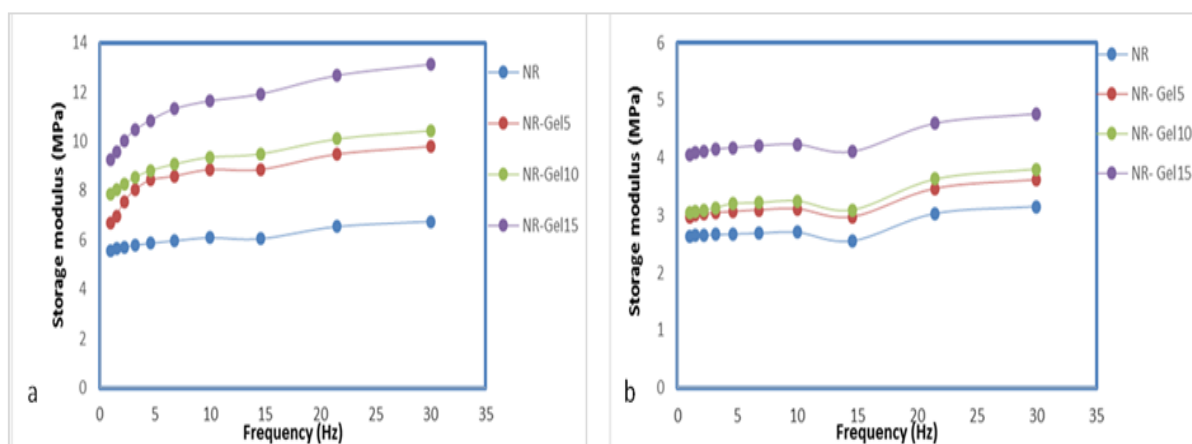 14
12
10
8
6
4
2
0
0 5 10 15 20 25 30 35
Storage modulus (MPa)
Frequency (Hz)
NR
NR-Gel5
NR-Gel10
NR-Gel15
a
6
5
4
3
2
1
0
0 5 10 15 20 25 30 35
Storage modulus (MPa)
Frequency (Hz)
NR
NR- Gel5
NR- Gel10
NR- Gel15
b